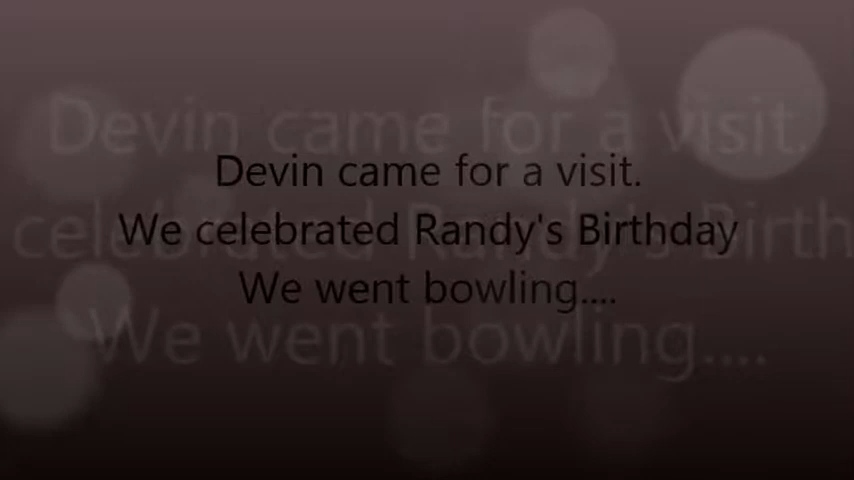 Devin came for a visit.
We celebrated Randy's Birthday
We went bowling....